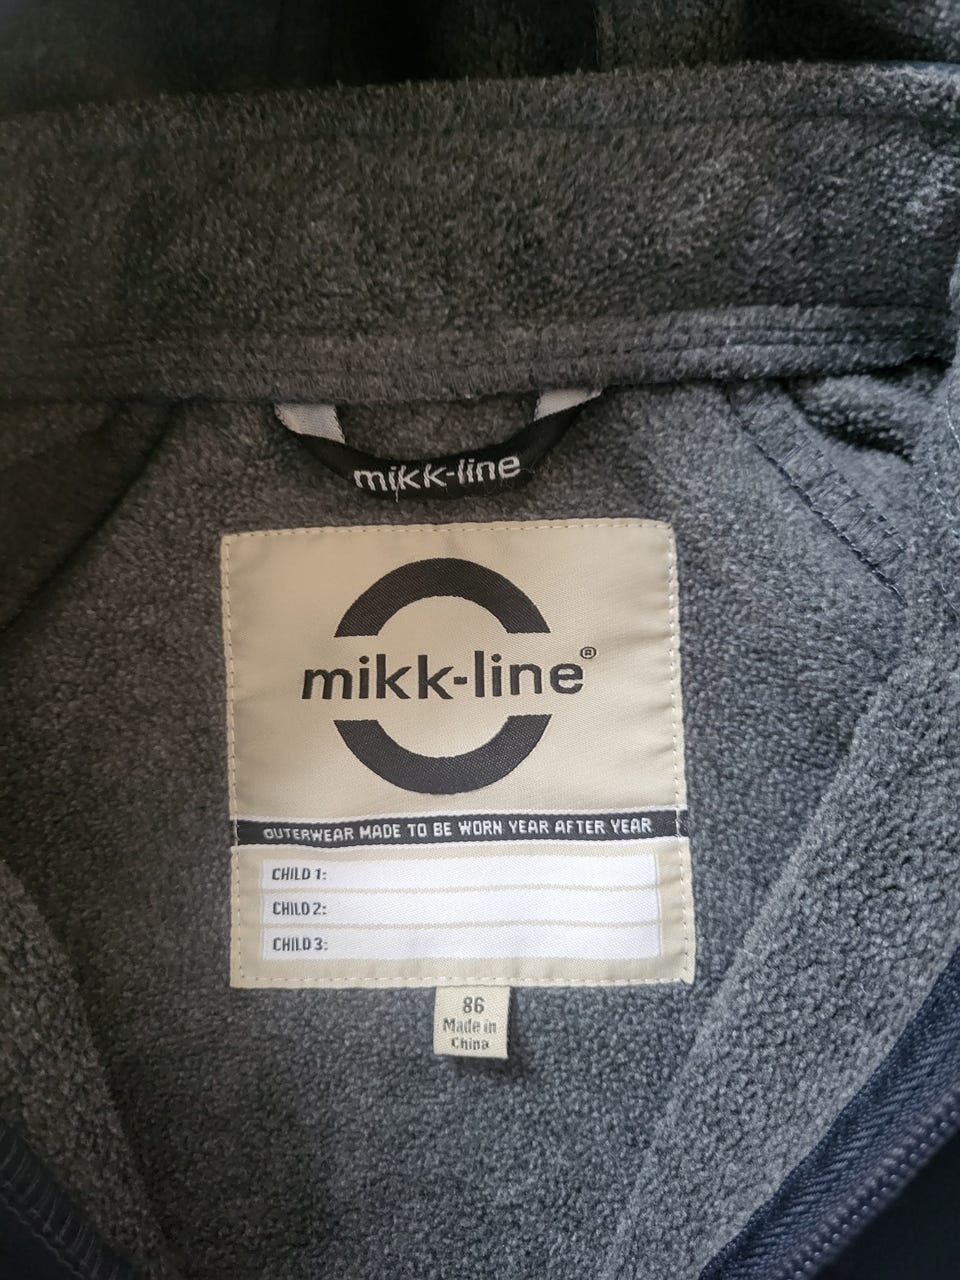 mikk-line
mikk-line®
OUTERWEAR MADE TO BE WORN YEAR AFTER YEAR
CHILD 1:
CHILD 2:
CHILD 3:
86
Made in
China